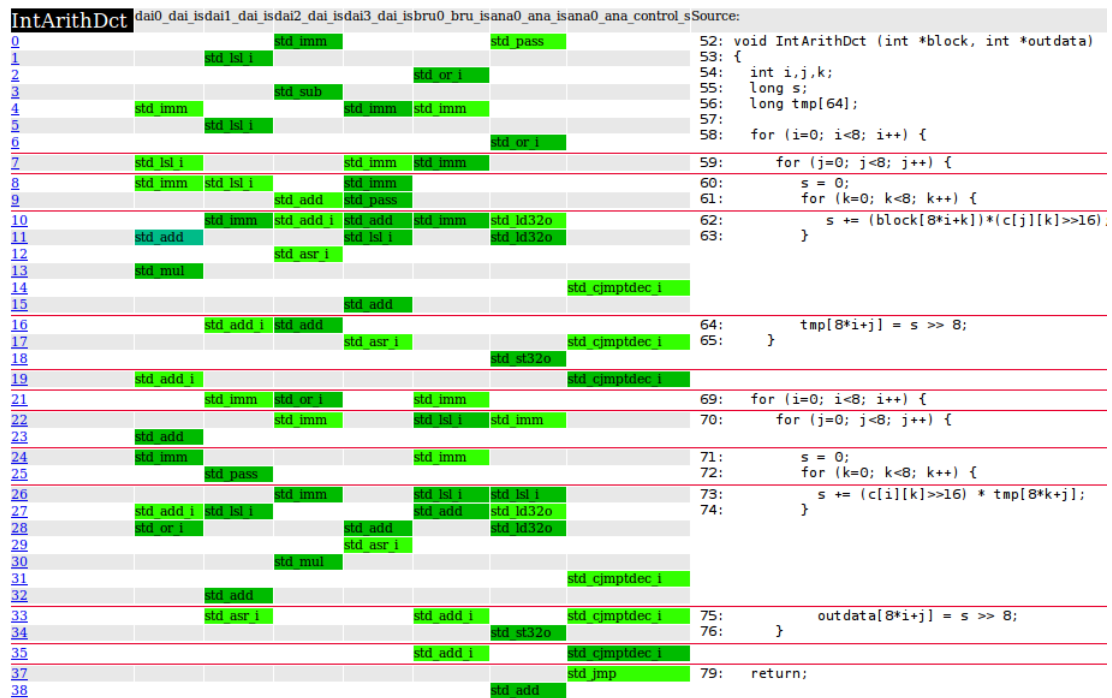 IntArithDct dai0_dai_is dai1_dai_is dai2_dai_is dai3_dai_is bru0_bru_is ana0_ana_is ana0_ana_control_s Source:
0 std_imm std_pass 52: void IntArithDct (int *block, int *outdata)
1 std_lsl_i 53: {
2 std_or_i 54: int i,j,k;
3 std_sub 55: long s;
4 std_imm std_imm std_imm 56: long tmp[64];
5 std_lsl_i 57:
6 std_or_i 58: for (i=0; i<8; i++) {
7 std_lsl_i std_imm std_imm 59: for (j=0; j<8; j++) {
8 std_imm std_lsl_i std_imm 60: s = 0;
9 std_add std_pass 61: for (k=0; k<8; k++) {
10 std_imm std_add_i std_add std_imm std_ld32o 62: s += (block[8*i+k])*(c[j][k]>>16)
11 std_add std_lsl_i std_ld32o 63: }
12 std_asr_i
13 std_mul
14 std_cjmptdec_i
15 std_add
16 std_add_i std_add 64: tmp[8*i+j] = s >> 8;
17 std_asr_i std_cjmptdec_i 65: }
18 std_st32o
19 std_add_i std_cjmptdec_i
21 std_imm std_or_i std_imm 69: for (i=0; i<8; i++) {
22 std_imm std_lsl_i std_imm 70: for (j=0; j<8; j++) {
23 std_add
24 std_imm std_imm 71: s = 0;
25 std_pass 72: for (k=0; k<8; k++) {
26 std_imm std_lsl_i std_lsl_i 73: s += (c[i][k]>>16) * tmp[8*k+j];
27 std_add_i std_lsl_i std_add std_ld32o 74: }
28 std_or_i std_add std_ld32o
29 std_asr_i
30 std_mul
31 std_cjmptdec_i
32 std_add
33 std_asr_i std_add_i std_cjmptdec_i 75: outdata[8*i+j] = s >> 8;
34 std_st32o 76: }
35 std_add_i std_cjmptdec_i
37 std_jmp 79: return;
38 std_add